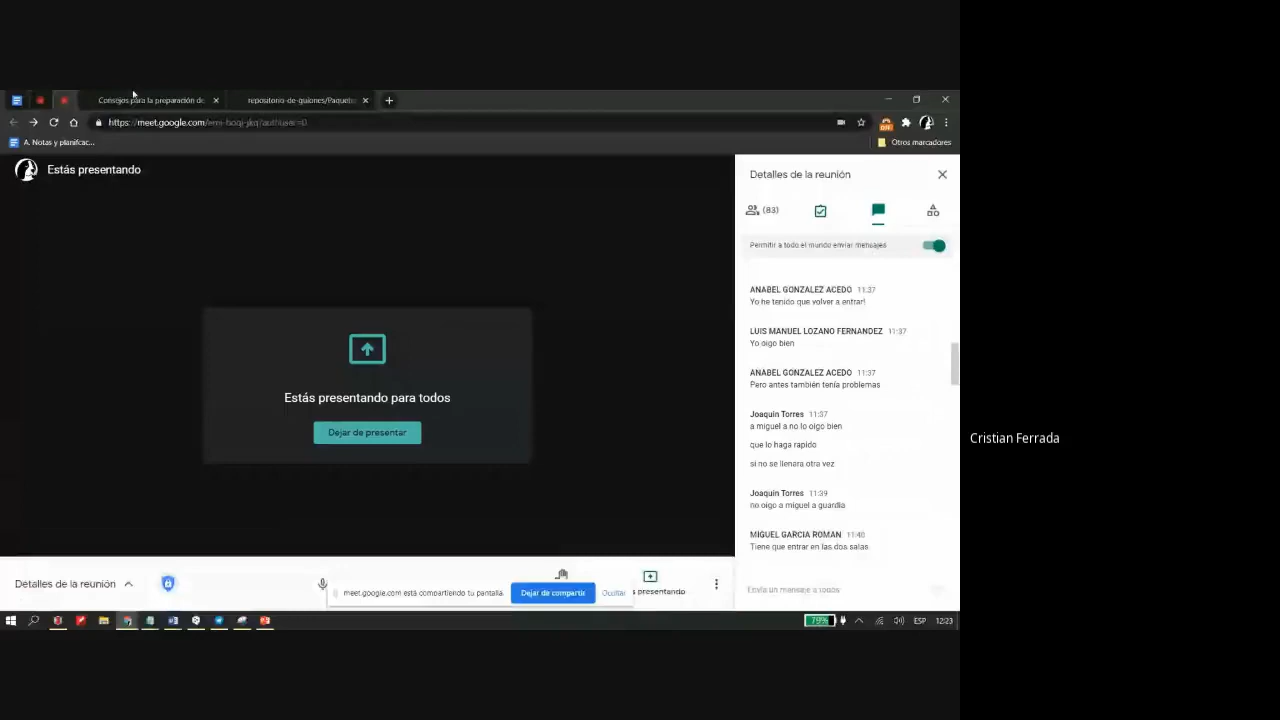 Consejos para la preparación de
repositorio-de-guiones/Paquete
https://meet.google.com/
A. Notas y planifcac...
Otros marcadores
Estás presentando
Detalles de la reunión
(83)
Permitir a todo el mundo enviar mensajes
ANABEL GONZALEZ ACEDO 11:37
Yo he tenido que volver a entrar!
LUIS MANUEL LOZANO FERNANDEZ 11:37
Yo oigo bien
ANABEL GONZALEZ ACEDO 11:37
Pero antes también tenía problemas
Joaquin Torres 11:37
a miguel a no lo oigo bien
que lo haga rapido
si no se llenara otra vez
Joaquin Torres 11:39
no oigo a miguel a guardia
MIGUEL GARCIA ROMAN 11:40
Tiene que entrar en las dos salas
Envía un mensaje a todos
Estás presentando para todos
Dejar de presentar
Detalles de la reunión
presentando
meet.google.com está compartiendo tu pantalla.
Dejar de compartir
Ocultar
79%
ESP
12:23
Cristian Ferrada